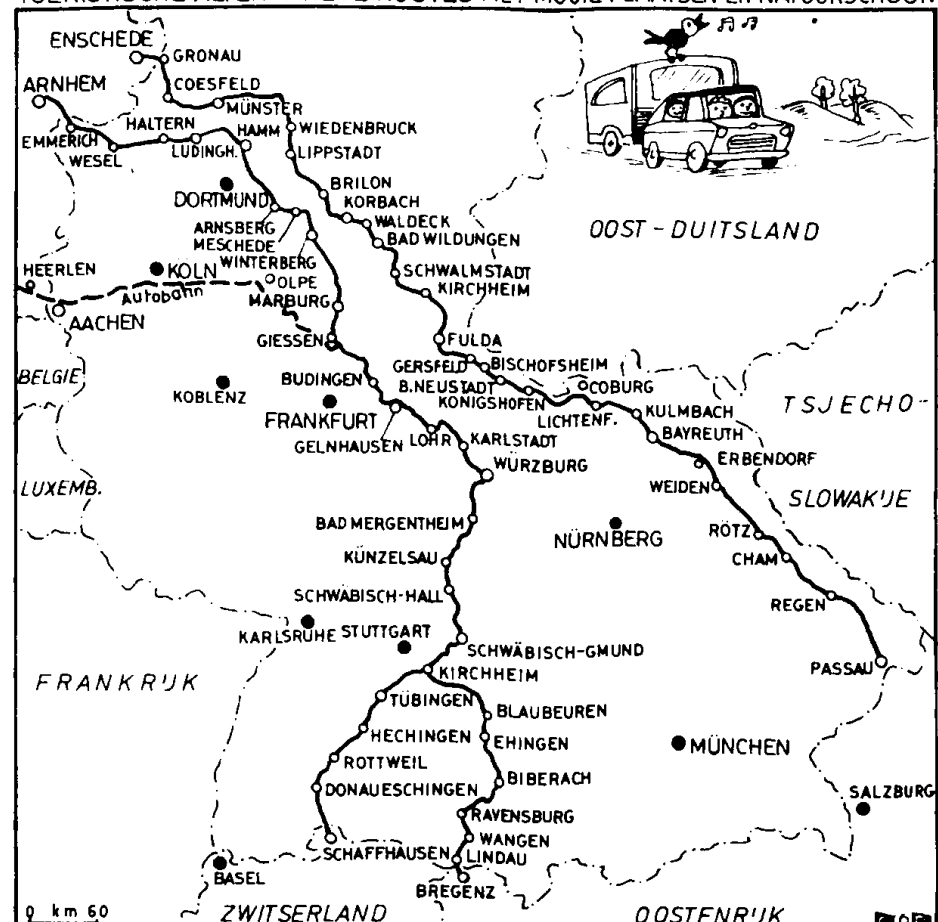 ENSCHEDE
GRONAU
ARNHEM
COESFELD
MÜNSTER
HALTERN
HAMM
WIEDENBRUCK
EMMERICH
WESEL
LUDINGH.
LIPPSTADT
BRILON
DORTMUND
KORBACH
WALDECK
ARNSBERG
MESCHEDE
BAD WILDUNGEN
OOST-DUITSLAND
WINTERBERG
HEERLEN
KÖLN
OLPE
SCHWALMSTADT
KIRCHHEIM
Autobahn
MARBURG
AACHEN
GIESSEN
FULDA
GERSFELD
BISCHOFSHEIM
BELGIE
BUDINGEN
B.NEUSTADT
COBURG
KOBLENZ
KONIGSHOFEN
TSJECHO-
FRANKFURT
LICHTENF.
KULMBACH
GELNHAUSEN
LOHR
KARLSTADT
BAYREUTH
WÜRZBURG
ERBENDORF
LUXEMB.
WEIDEN
SLOWAKIJE
BAD MERGENTHEIM
NÜRNBERG
RÖTZ
KÜNZELSAU
CHAM
SCHWÄBISCH-HALL
REGEN
KARLSRUHE
STUTTGART
SCHWÄBISCH-GMUND
PASSAU
FRANKRIJK
KIRCHHEIM
TÜBINGEN
BLAUBEUREN
HECHINGEN
EHINGEN
MÜNCHEN
ROTTWEIL
BIBERACH
DONAUESCHINGEN
SALZBURG
RAVENSBURG
WANGEN
SCHAFFHAUSEN
LINDAU
BASEL
BREGENZ
0 km 60
ZWITSERLAND
OOSTENRIJK